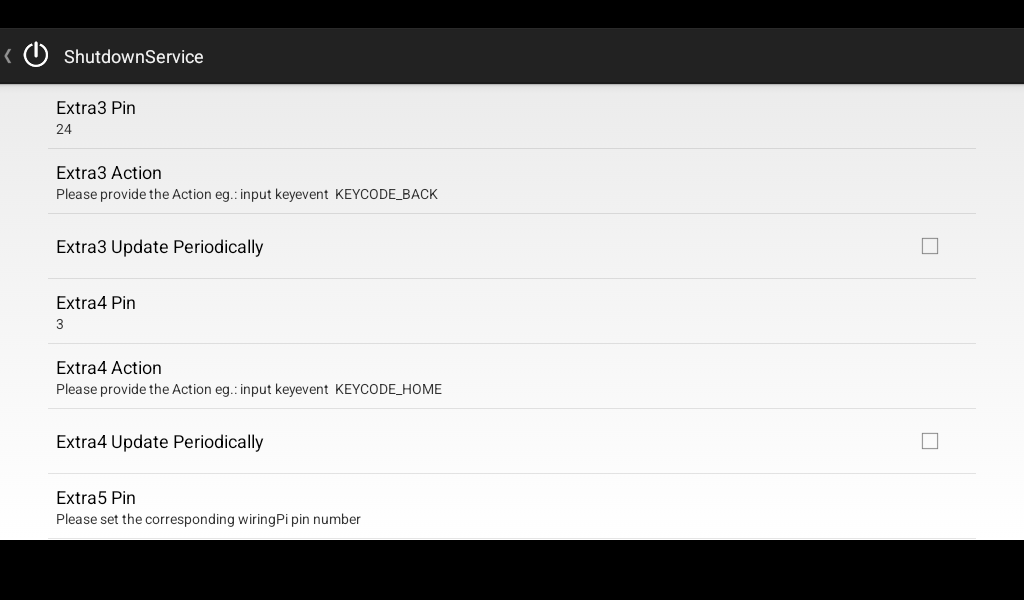 ShutdownService
Extra3 Pin
24
Extra3 Action
Please provide the Action eg.: input keyevent  KEYCODE_BACK
Extra3 Update Periodically
Extra4 Pin
3
Extra4 Action
Please provide the Action eg.: input keyevent  KEYCODE_HOME
Extra4 Update Periodically
Extra5 Pin
Please set the corresponding wiringPi pin number